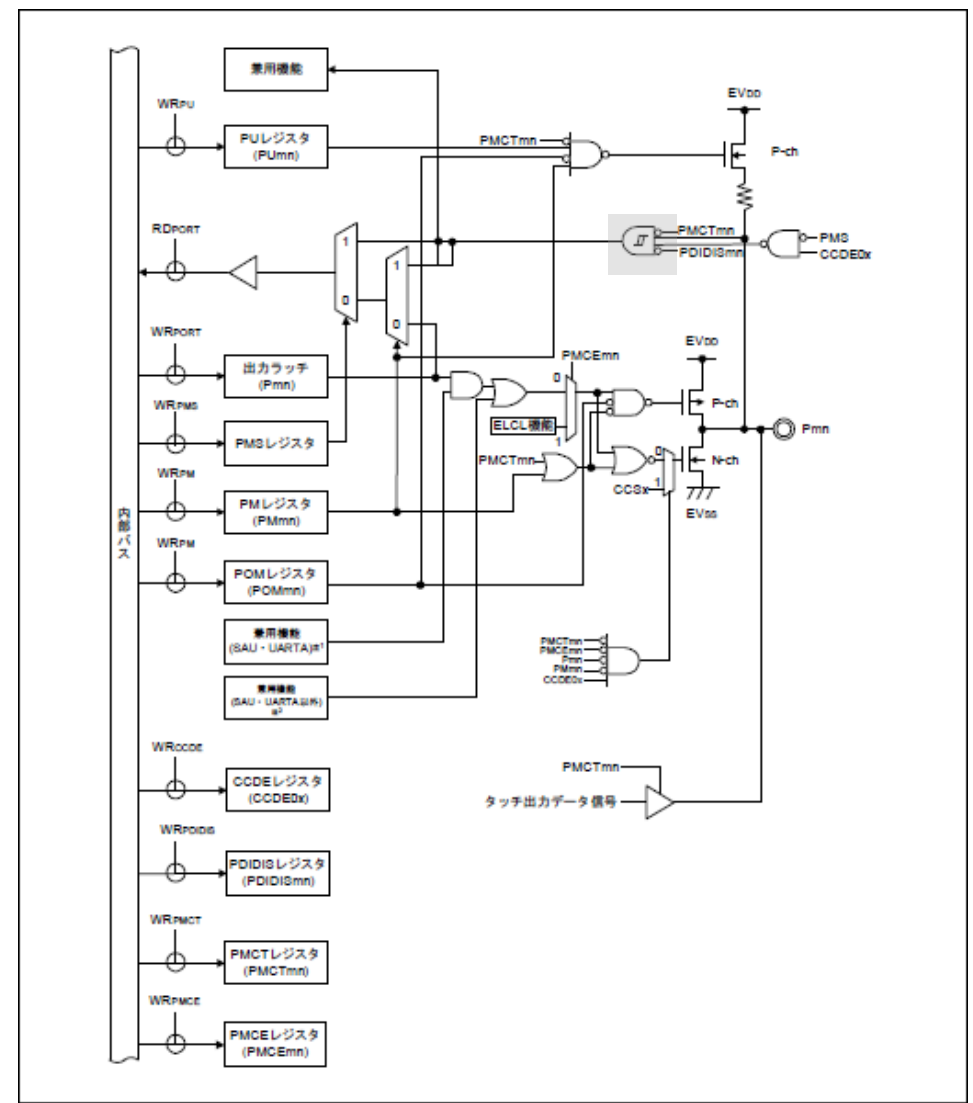 兼用機能
WRPU
PUレジスタ
(PUmn)
PMCTmn
EVDD
P-ch
RDPORT
1
0
1
0
PMCTmn
PDIDISmn
PMS
CCDE0x
WRPORT
出力ラッチ
(Pmn)
PMCEmn
0
1
ELCL機能
EVDD
P-ch
Pmn
WRPMS
PMSレジスタ
PMCTmn
0
1
CCSx
N-ch
EVSS
WRPM
PMレジスタ
(PMmn)
内部バス
WRPM
POMレジスタ
(POMmn)
兼用機能
(SAU・UARTA)注1
PMCTmn
PMCEmn
Pmn
PMmn
CCDE0x
兼用機能
(SAU・UARTA以外)
注2
WRCCDE
CCDEレジスタ
(CCDE0x)
PMCTmn
タッチ出力データ信号
WRPDIDIS
PDIDISレジスタ
(PDIDISmn)
WRPMCT
PMCTレジスタ
(PMCTmn)
WRPMCE
PMCEレジスタ
(PMCEmn)